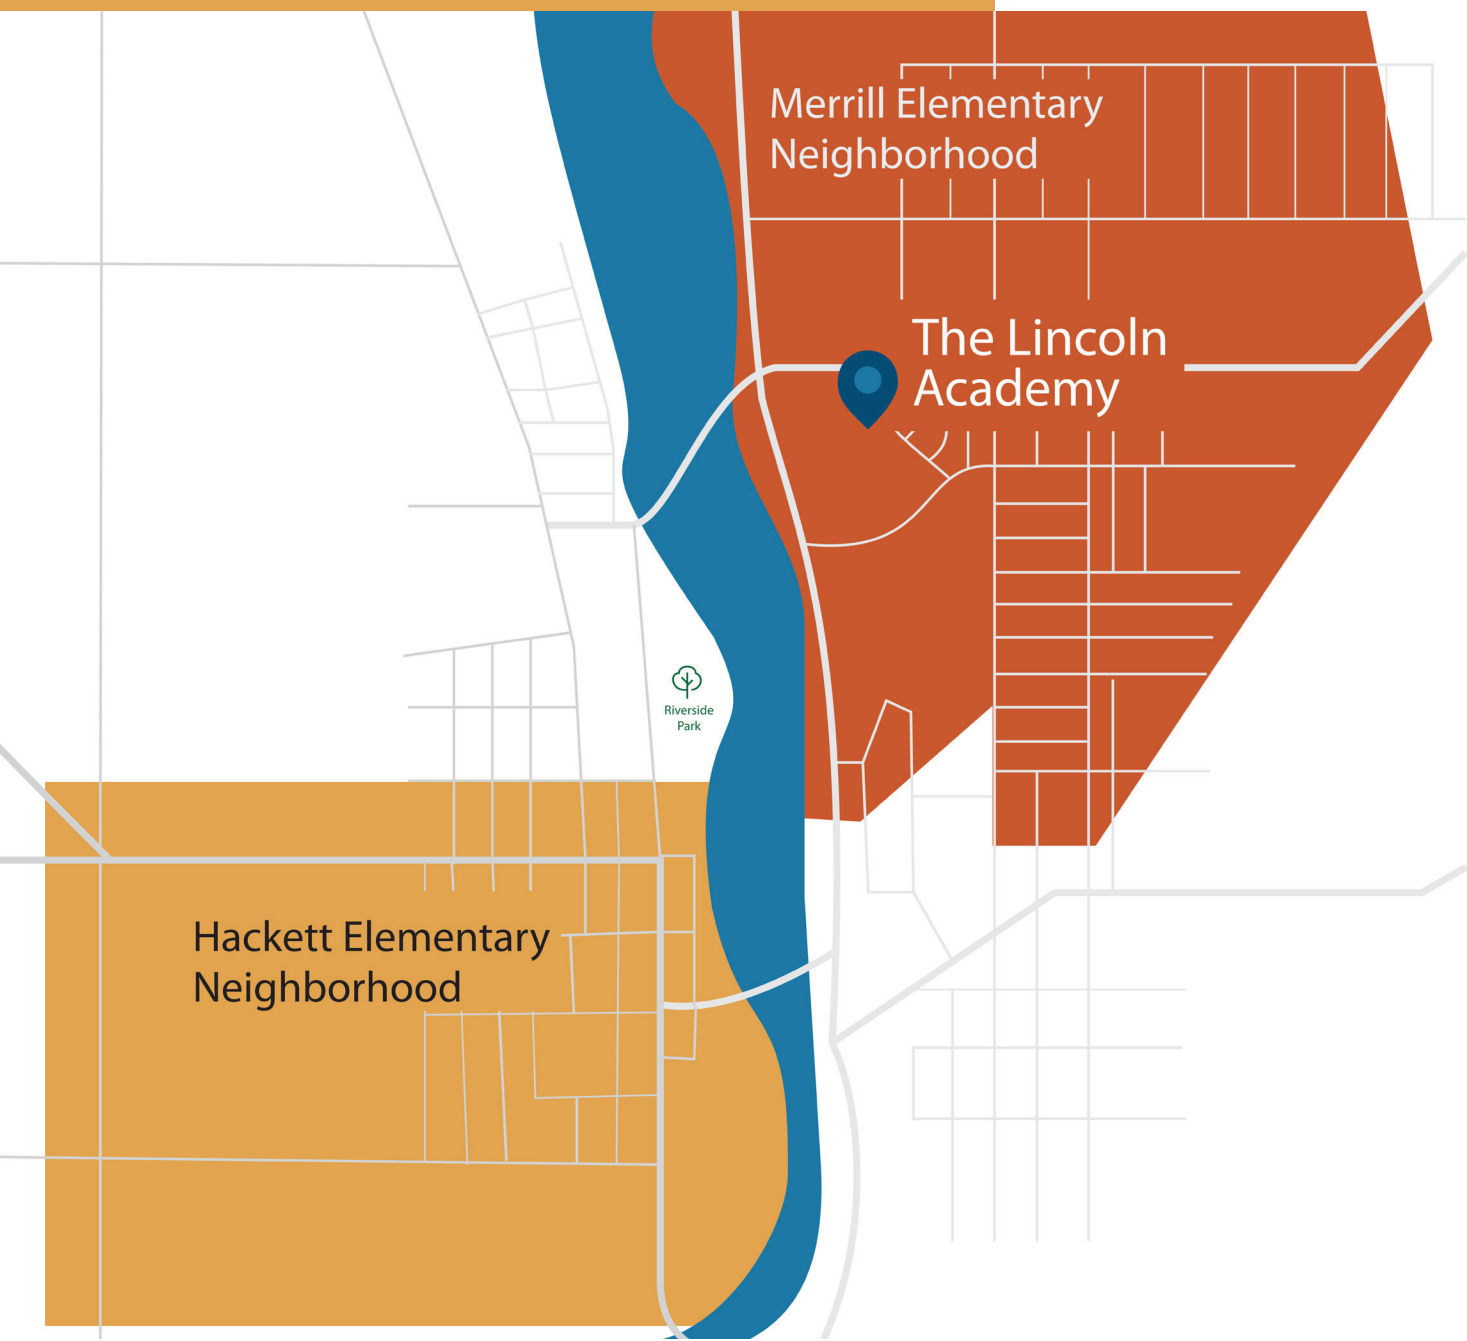 Merrill Elementary
Neighborhood
The Lincoln
Academy
Riverside
Park
Hackett Elementary
Neighborhood